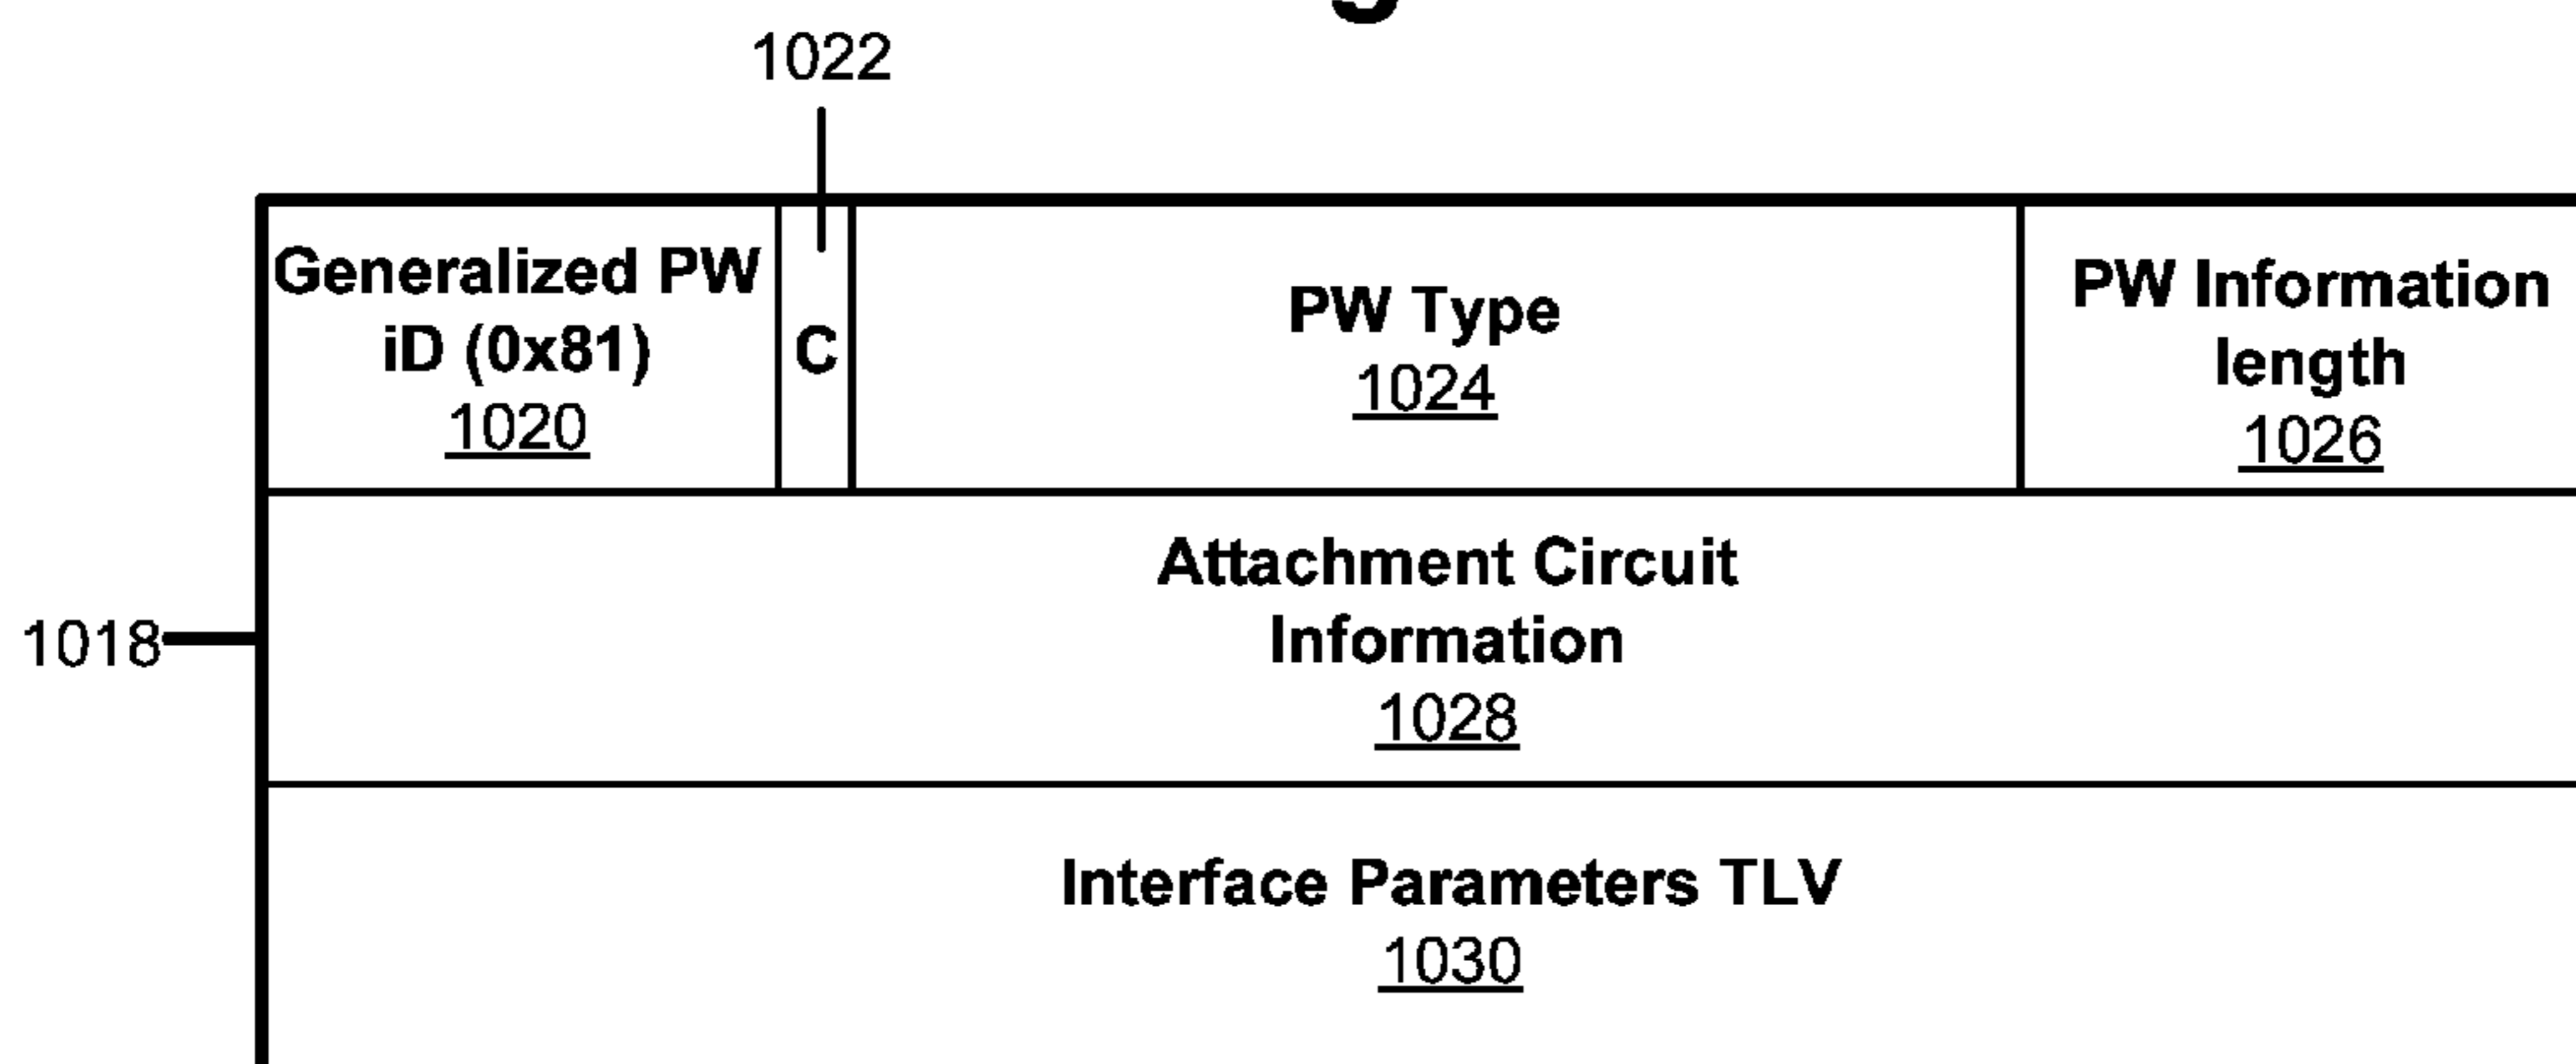 1022
Generalized PW
iD (0x81)
1020
C
PW Type
1024
PW Information
length
1026
Attachment Circuit
Information
1028
1018
Interface Parameters TLV
1030